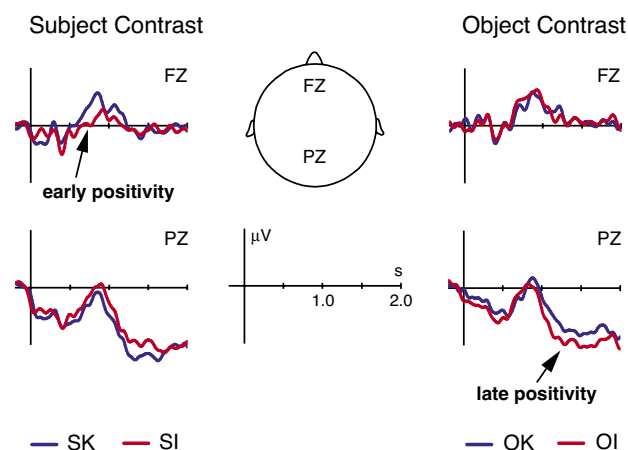 Subject Contrast
Object Contrast
FZ
FZ
FZ
early positivity
PZ
PZ
µV
s
1.0
2.0
PZ
late positivity
SK
SI
OK
OI